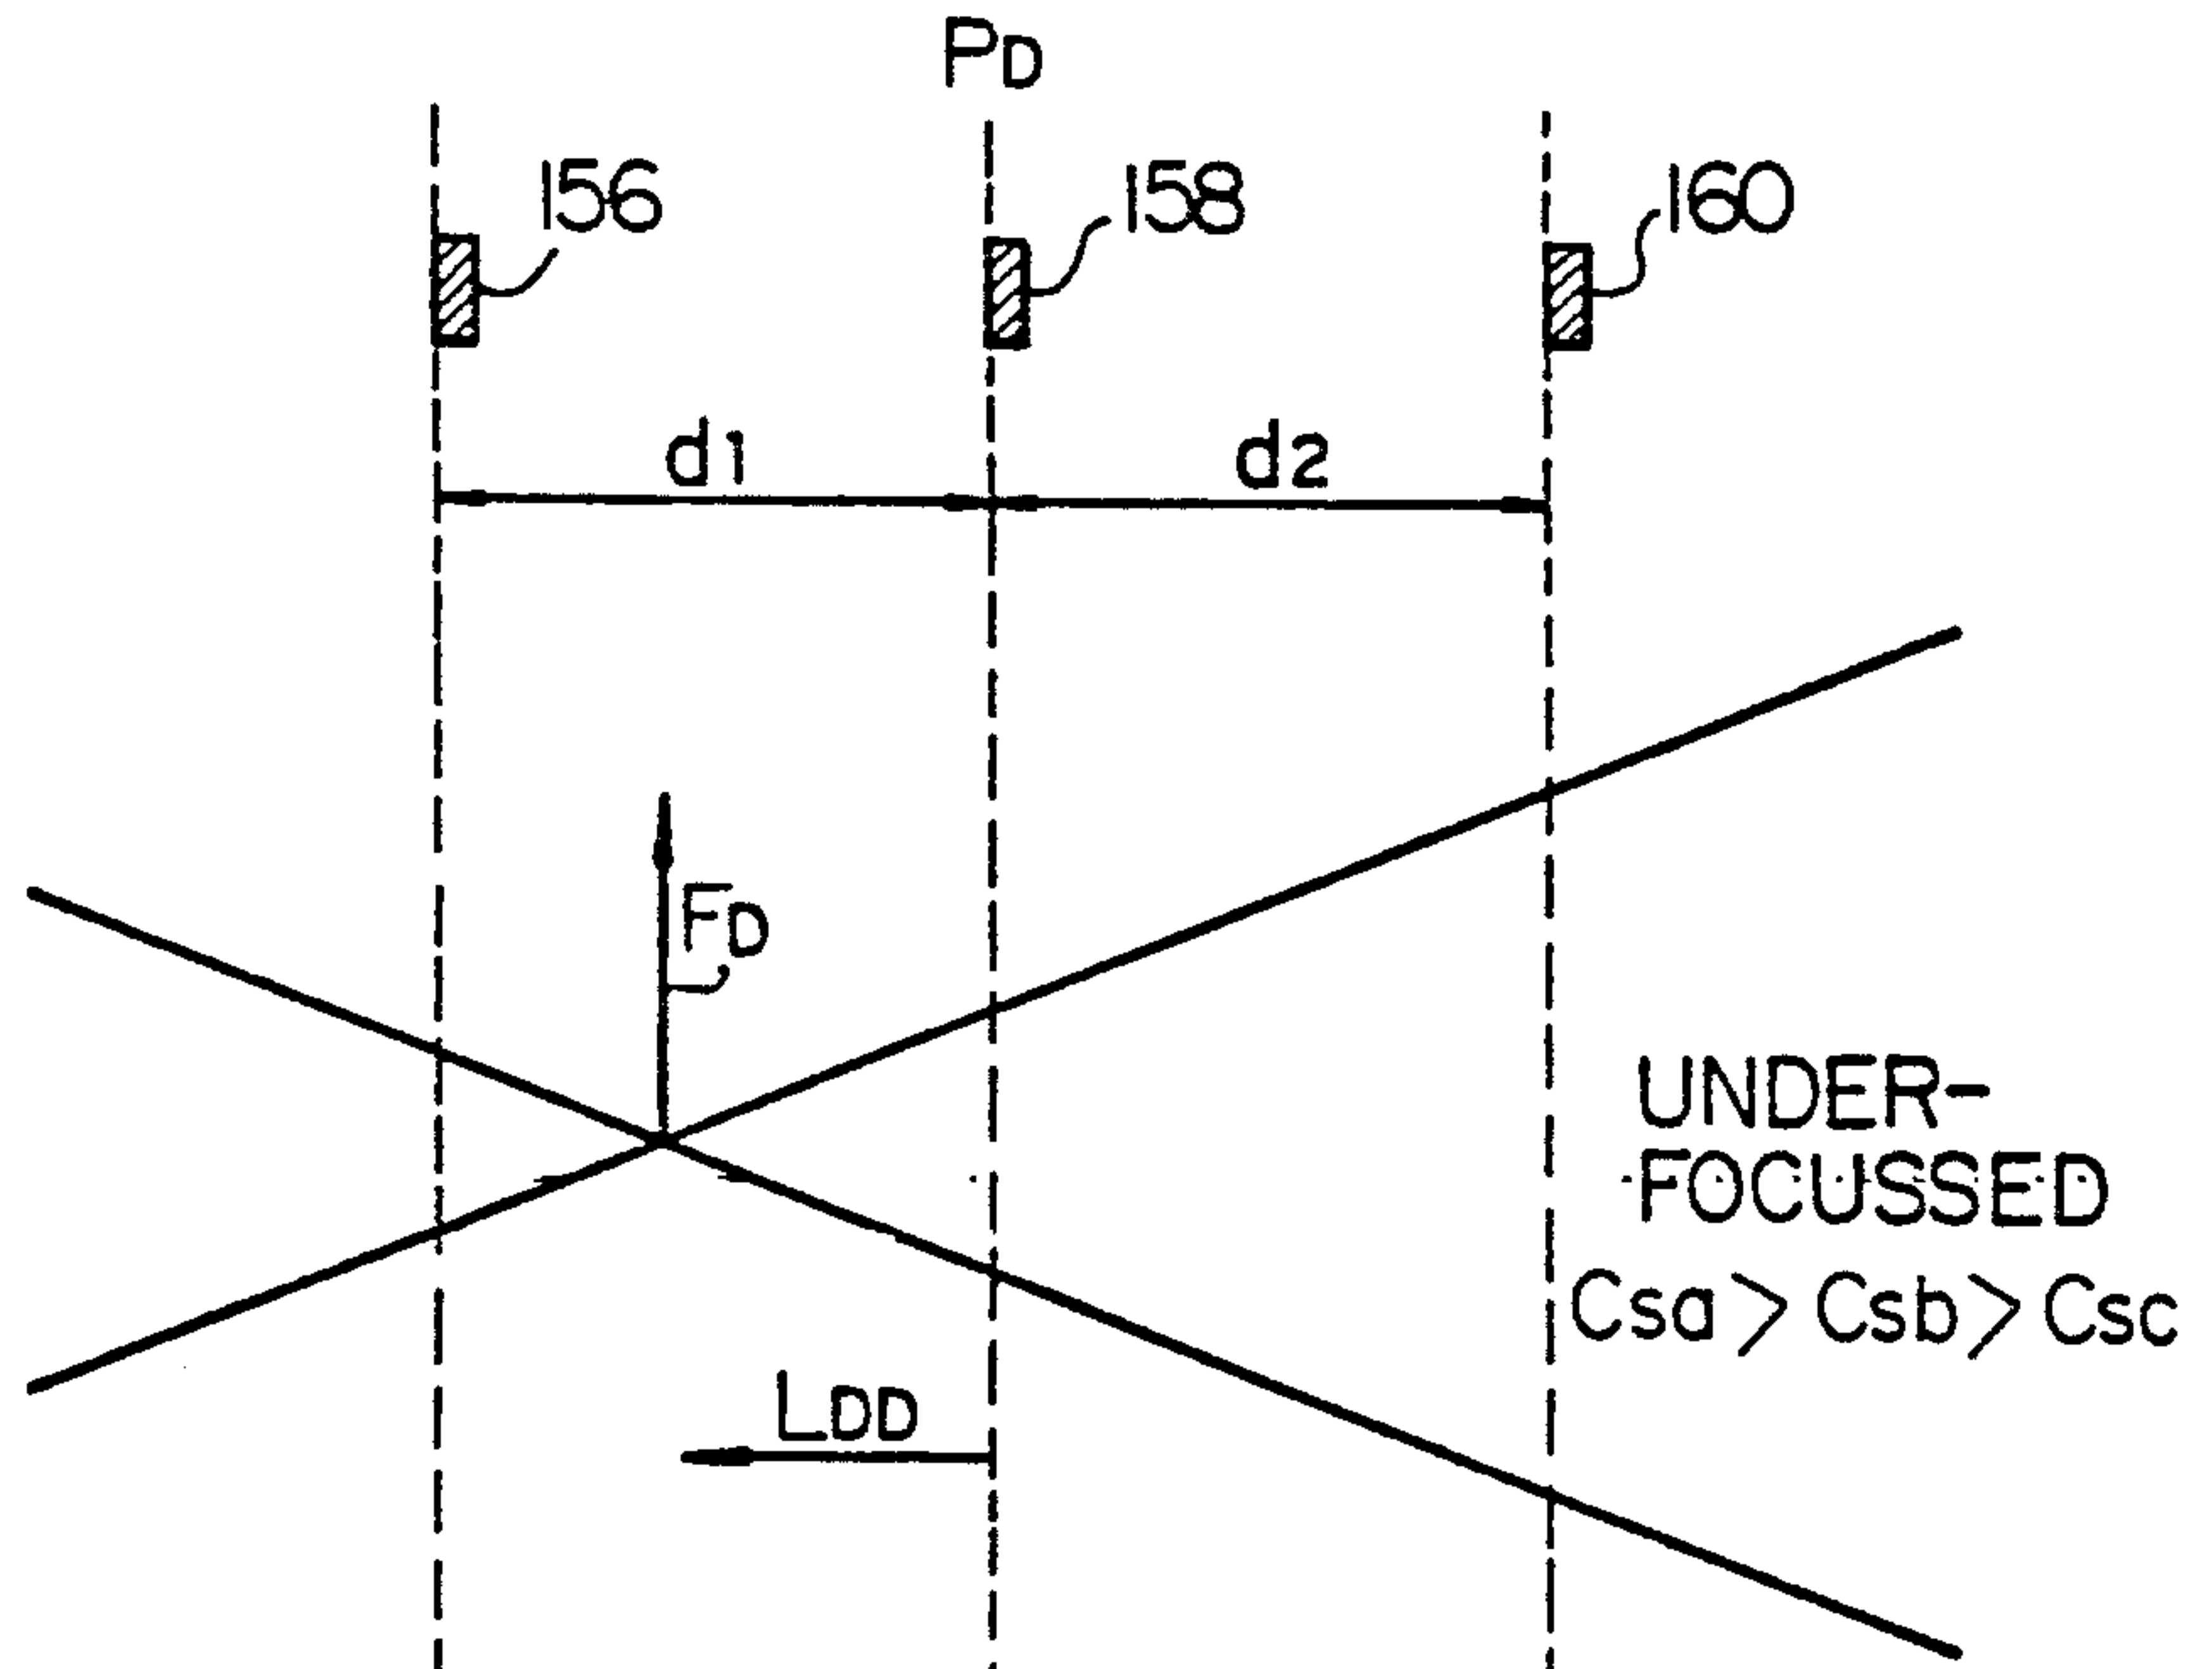 PD
156
158
160
d1
d2
FD
UNDER-
FOCUSSED
Csa > Csb > Csc
LDD